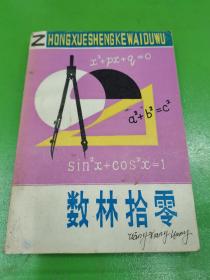 ZHONGXUESHENGKEWAIDUWU
x²+px+q=0
a²+b²=c²
sin²x+cos²x=1
数林拾零